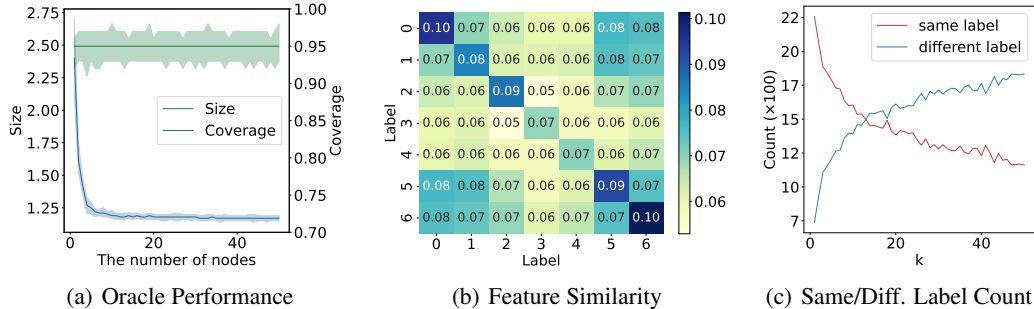 2.75
2.50
2.25
2.00
1.75
1.50
1.25
Size
1.00
0.95
0.90
0.85
0.80
0.75
0.70
Coverage
Size
Coverage
0 20 40
The number of nodes
(a) Oracle Performance
0 0.10 0.07 0.06 0.06 0.06 0.08 0.08
1 0.07 0.08 0.06 0.06 0.06 0.08 0.07
2 0.06 0.06 0.09 0.05 0.06 0.07 0.07
3 0.06 0.06 0.05 0.07 0.06 0.06 0.06
4 0.06 0.06 0.06 0.06 0.07 0.06 0.07
5 0.08 0.08 0.07 0.06 0.06 0.09 0.07
6 0.08 0.07 0.07 0.06 0.07 0.07 0.10
Label
0 1 2 3 4 5 6
Label
0.10
0.09
0.08
0.07
0.06
(b) Feature Similarity
22
20
17
15
12
10
7
Count (×100)
same label
different label
0 20 40
k
(c) Same/Diff. Label Count